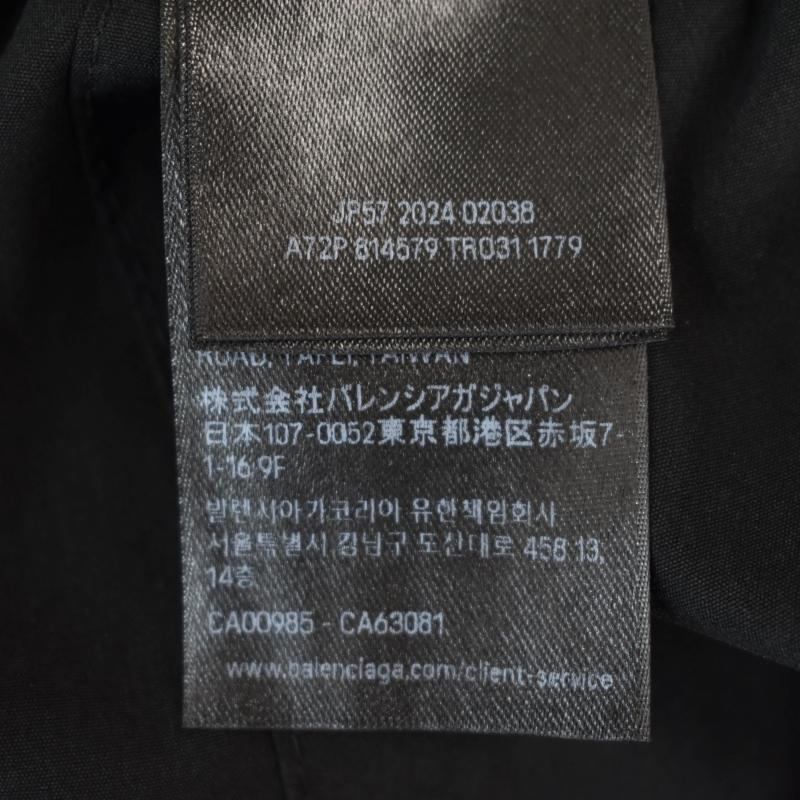 JP57 2024 02038
A72P 814579 TR031 1779
ROAD, TAIPEI, TAIWAN
株式会社バレンシアガジャパン
日本107-0052東京都港区赤坂7-
1-16 9F
발렌시아가코리아 유한책임회사
서울특별시 강남구 도산대로 458 13,
14층
CA00985 - CA63081
www.balenciaga.com/client-service